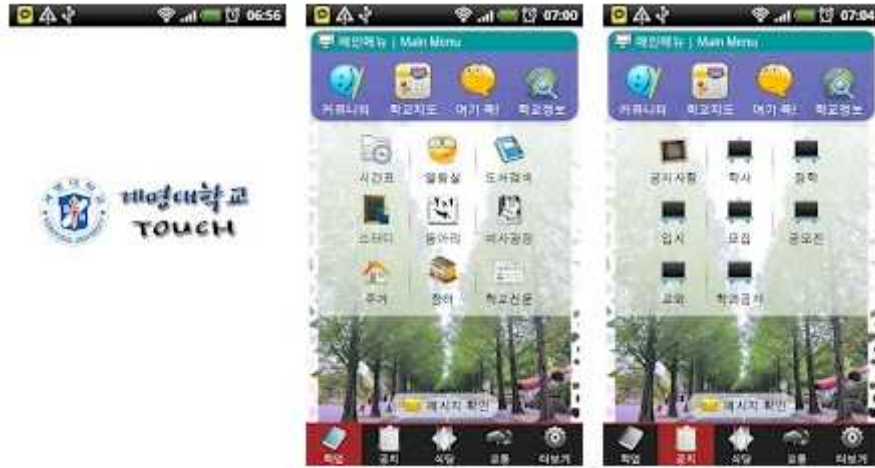 06:56
계명대학교
TOUCH
07:00
메인메뉴 | Main Menu
커뮤니티 학교지도 여기 콕! 학교정보
시간표 열람실 도서검색
스터디 동아리
주거 장터 학교신문
메시지 확인
학업 공지 식당 교통 더보기
07:04
메인메뉴 | Main Menu
커뮤니티 학교지도 여기 콕! 학교정보
공지사항 학사 장학
입시 모집 공모전
교외 학과공지
메시지 확인
학업 공지 식당 교통 더보기